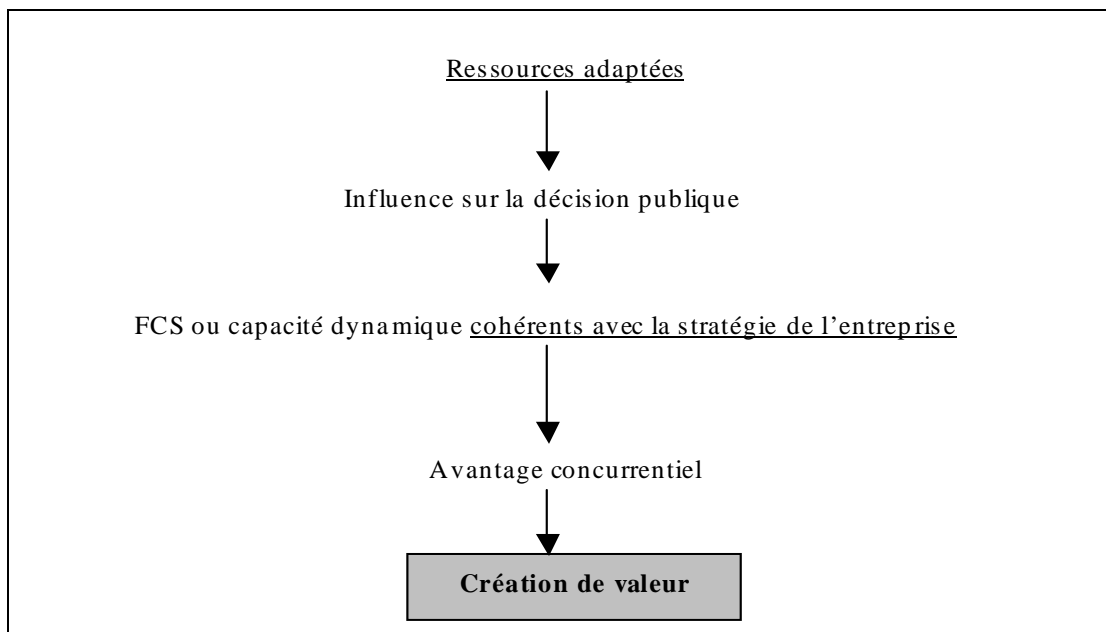 Ressources adaptées
Influence sur la décision publique
FCS ou capacité dynamique cohérents avec la stratégie de l’entreprise
Avantage concurrentiel
Création de valeur